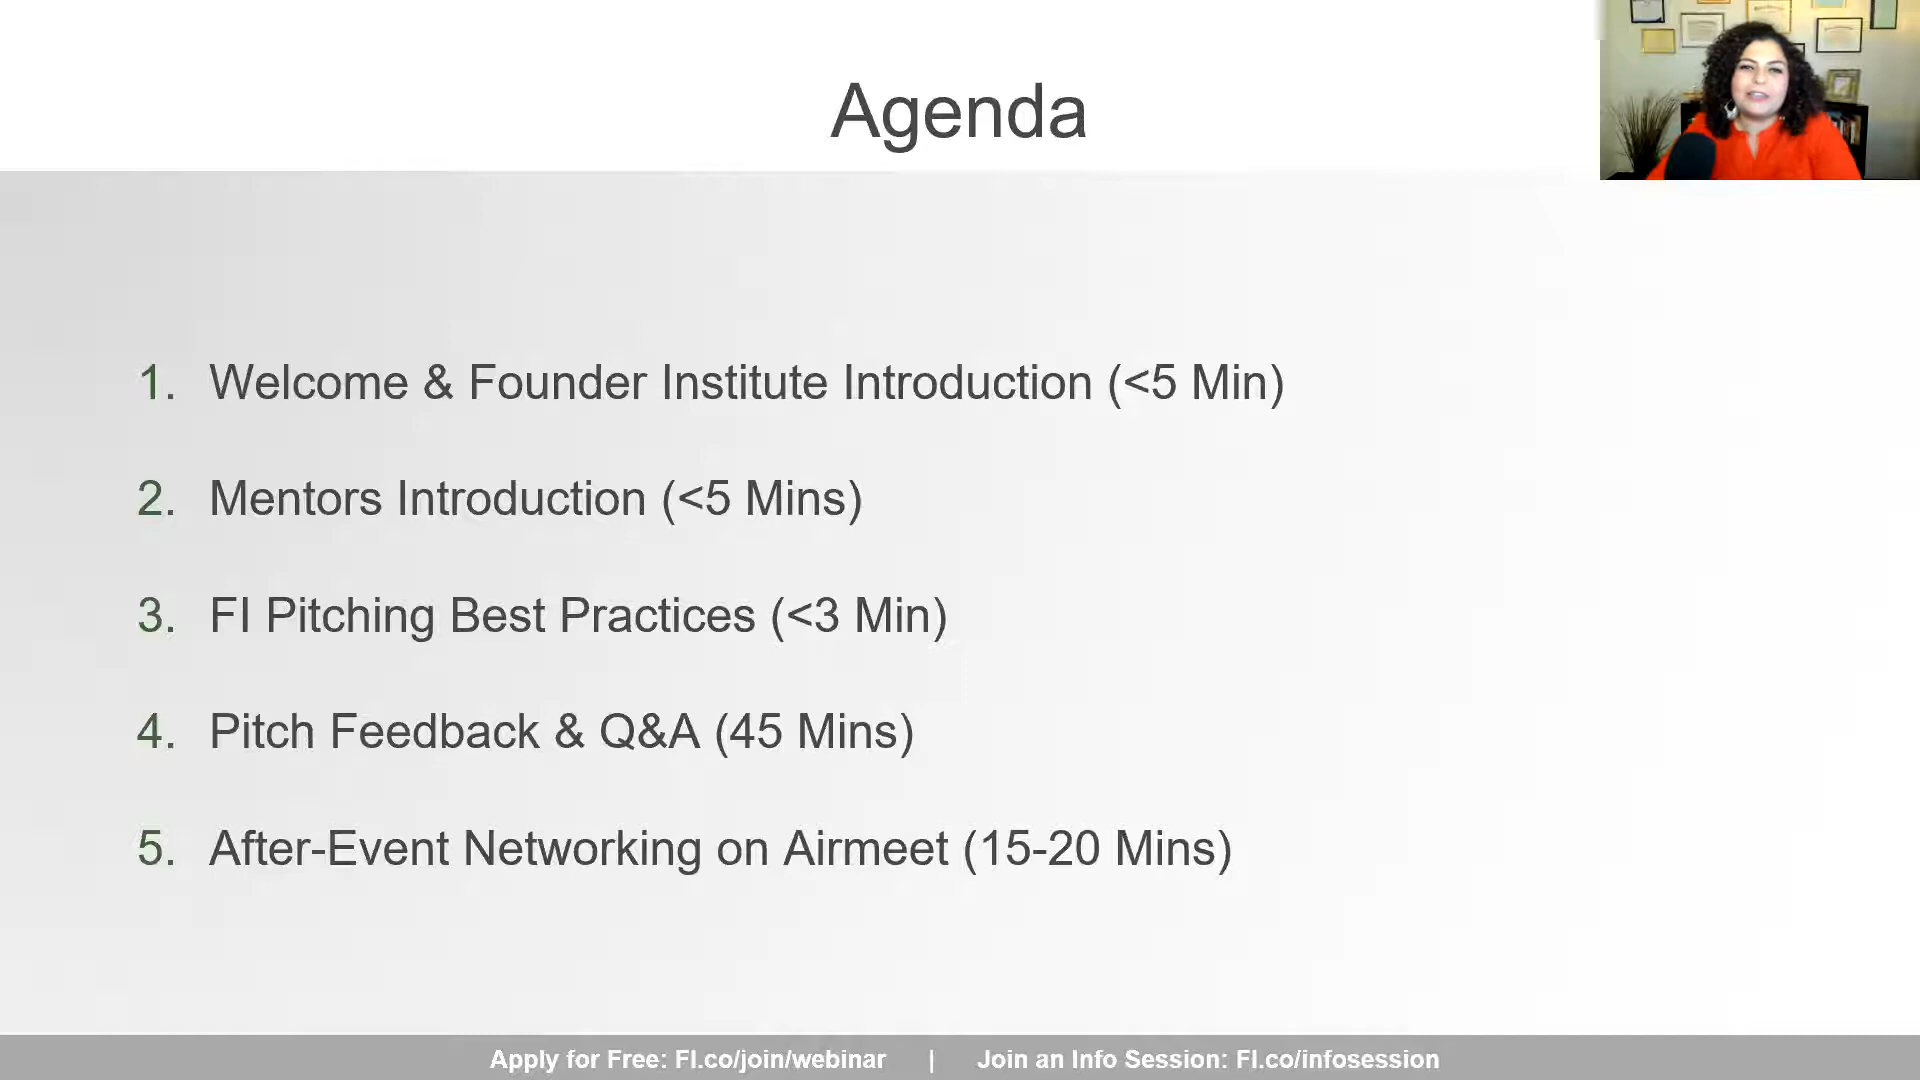 Agenda
1. Welcome & Founder Institute Introduction (<5 Min)
2. Mentors Introduction (<5 Mins)
3. FI Pitching Best Practices (<3 Min)
4. Pitch Feedback & Q&A (45 Mins)
5. After-Event Networking on Airmeet (15-20 Mins)
Apply for Free: FI.co/join/webinar | Join an Info Session: FI.co/infosession